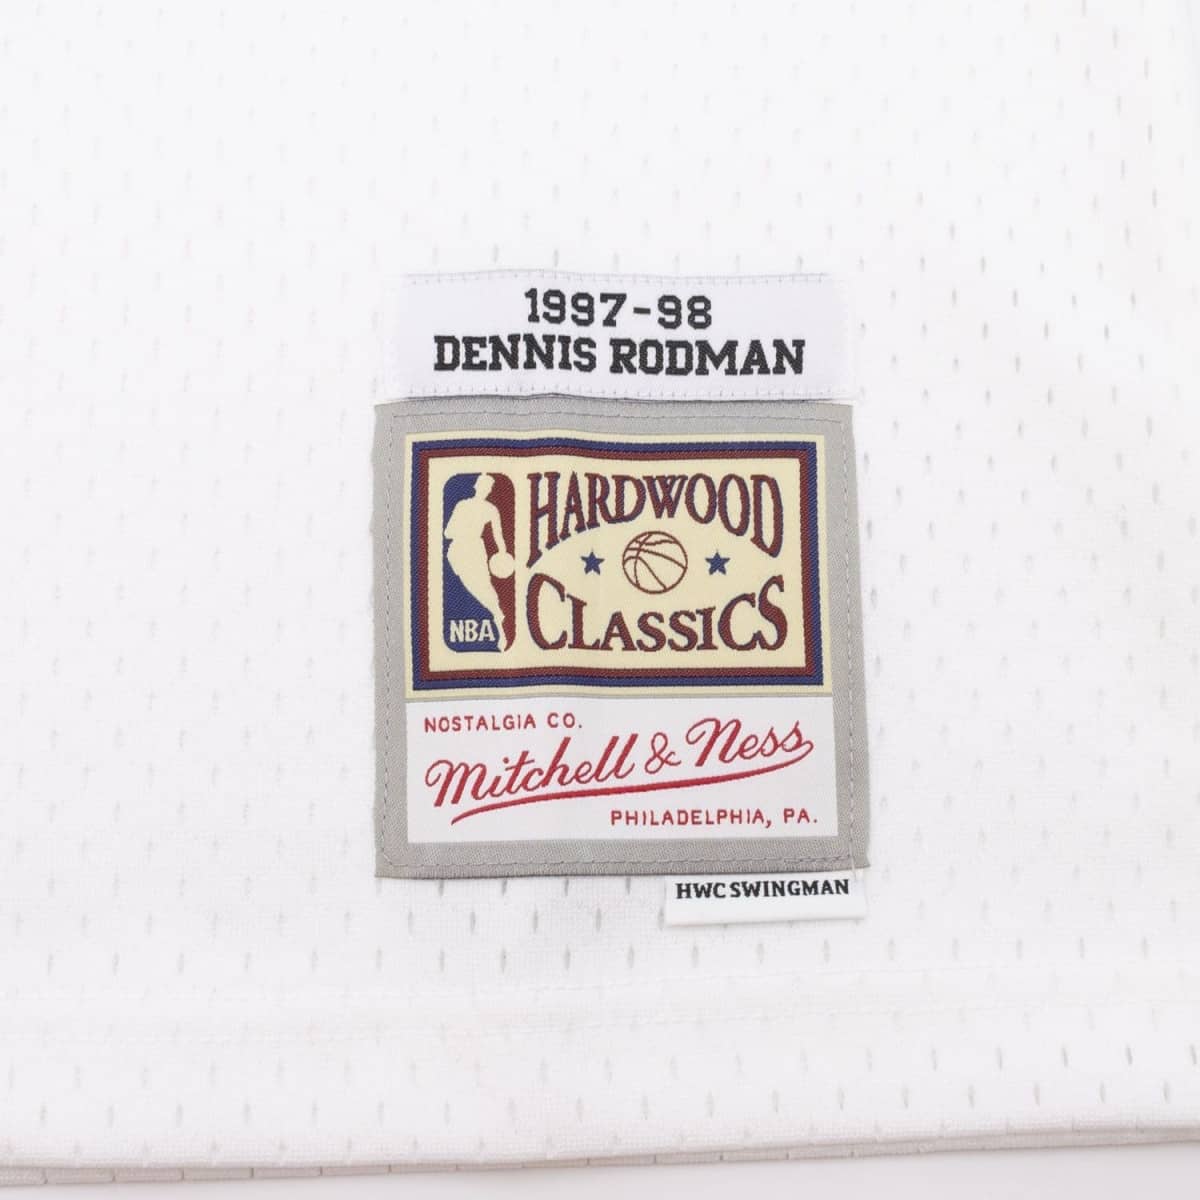 1997-98
DENNIS RODMAN
NBA
HARDWOOD
CLASSICS
NOSTALGIA CO.
Mitchell & Ness
PHILADELPHIA, PA.
HWC SWINGMAN